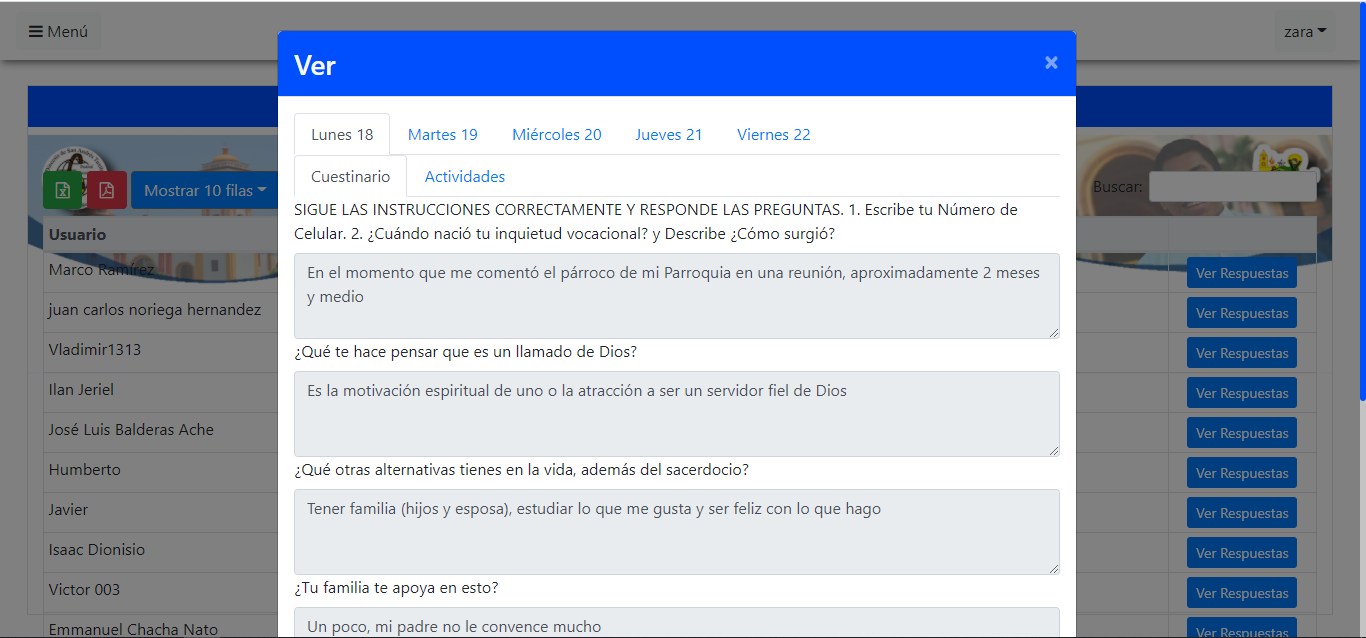 Menú
zara
Ver
×
Lunes 18 Martes 19 Miércoles 20 Jueves 21 Viernes 22
Cuestinario Actividades
Mostrar 10 filas
Buscar:
SIGUE LAS INSTRUCCIONES CORRECTAMENTE Y RESPONDE LAS PREGUNTAS. 1. Escribe tu Número de
Celular. 2. ¿Cuándo nació tu inquietud vocacional? y Describe ¿Cómo surgió?
En el momento que me comentó el párroco de mi Parroquia en una reunión, aproximadamente 2 meses
y medio
¿Qué te hace pensar que es un llamado de Dios?
Es la motivación espiritual de uno o la atracción a ser un servidor fiel de Dios
¿Qué otras alternativas tienes en la vida, además del sacerdocio?
Tener familia (hijos y esposa), estudiar lo que me gusta y ser feliz con lo que hago
¿Tu familia te apoya en esto?
Un poco, mi padre no le convence mucho
Usuario
Marco Ramírez Ver Respuestas
juan carlos noriega hernandez Ver Respuestas
Vladimir1313 Ver Respuestas
Ilan Jeriel Ver Respuestas
José Luis Balderas Ache Ver Respuestas
Humberto Ver Respuestas
Javier Ver Respuestas
Isaac Dionisio Ver Respuestas
Victor 003 Ver Respuestas
Emmanuel Chacha Nato Ver Respuestas